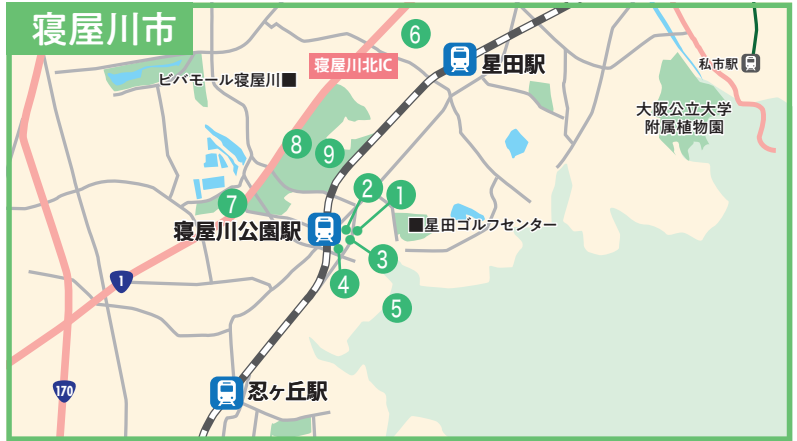 寝屋川市
⑥
星田駅
寝屋川北IC
私市駅
ビバモール寝屋川■
大阪公立大学
附属植物園
⑧
⑨
②
①
⑦
■星田ゴルフセンター
寝屋川公園駅
③
④
1
⑤
170
忍ヶ丘駅